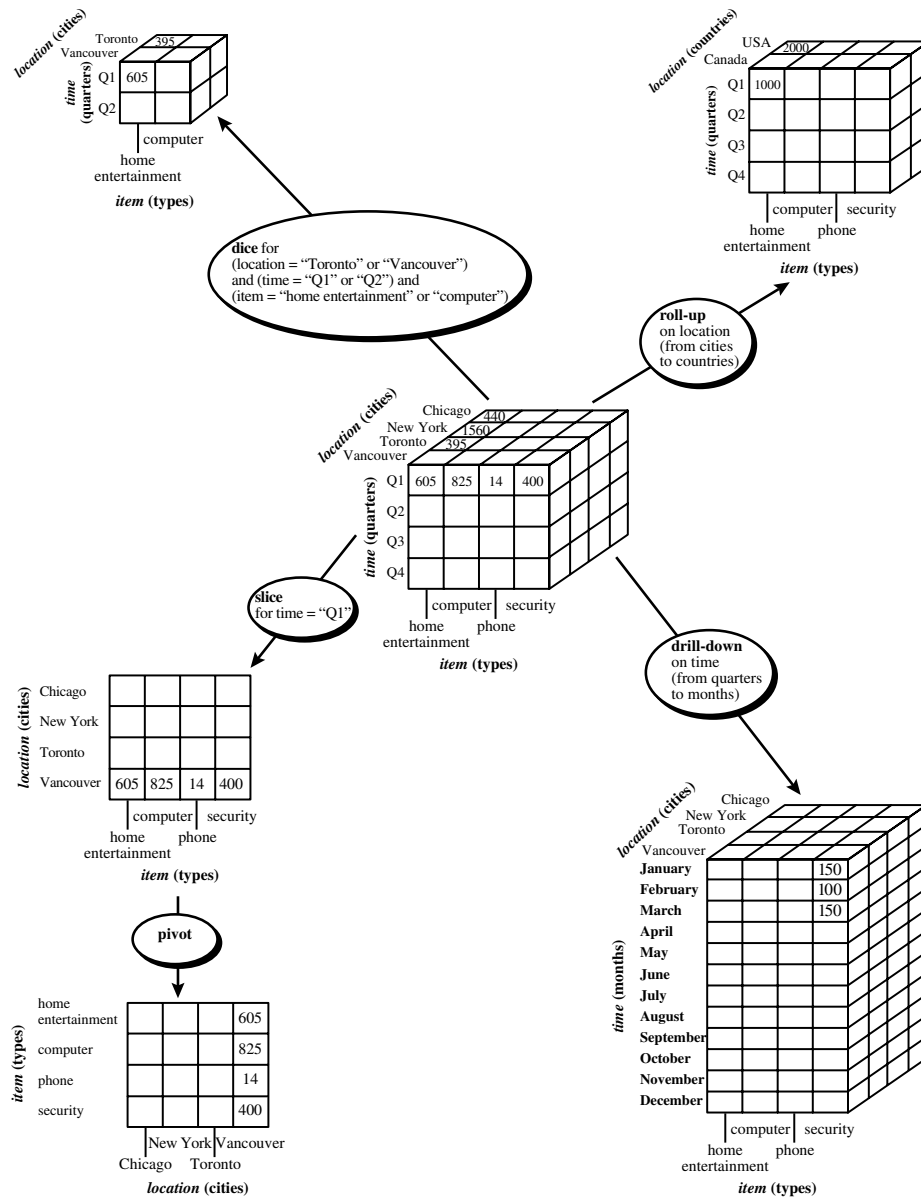 location (cities)
Toronto 395
Vancouver
time (quarters)
Q1 605
Q2
computer
home
entertainment
item (types)
location (countries)
USA 2000
Canada
time (quarters)
Q1 1000
Q2
Q3
Q4
computer security
home phone
entertainment
item (types)
dice for
(location = “Toronto” or “Vancouver”)
and (time = “Q1” or “Q2”) and
(item = “home entertainment” or “computer”)
roll-up
on location
(from cities
to countries)
location (cities)
Chicago 440
New York 1560
Toronto 395
Vancouver
time (quarters)
Q1 605 825 14 400
Q2
Q3
Q4
computer security
home phone
entertainment
item (types)
slice
for time = “Q1”
drill-down
on time
(from quarters
to months)
location (cities)
Chicago
New York
Toronto
Vancouver 605 825 14 400
computer security
home phone
entertainment
item (types)
pivot
item (types)
home
entertainment 605
computer 825
phone 14
security 400
New York Vancouver
Chicago Toronto
location (cities)
location (cities)
Chicago
New York
Toronto
Vancouver
time (months)
January 150
February 100
March 150
April
May
June
July
August
September
October
November
December
computer security
home phone
entertainment
item (types)